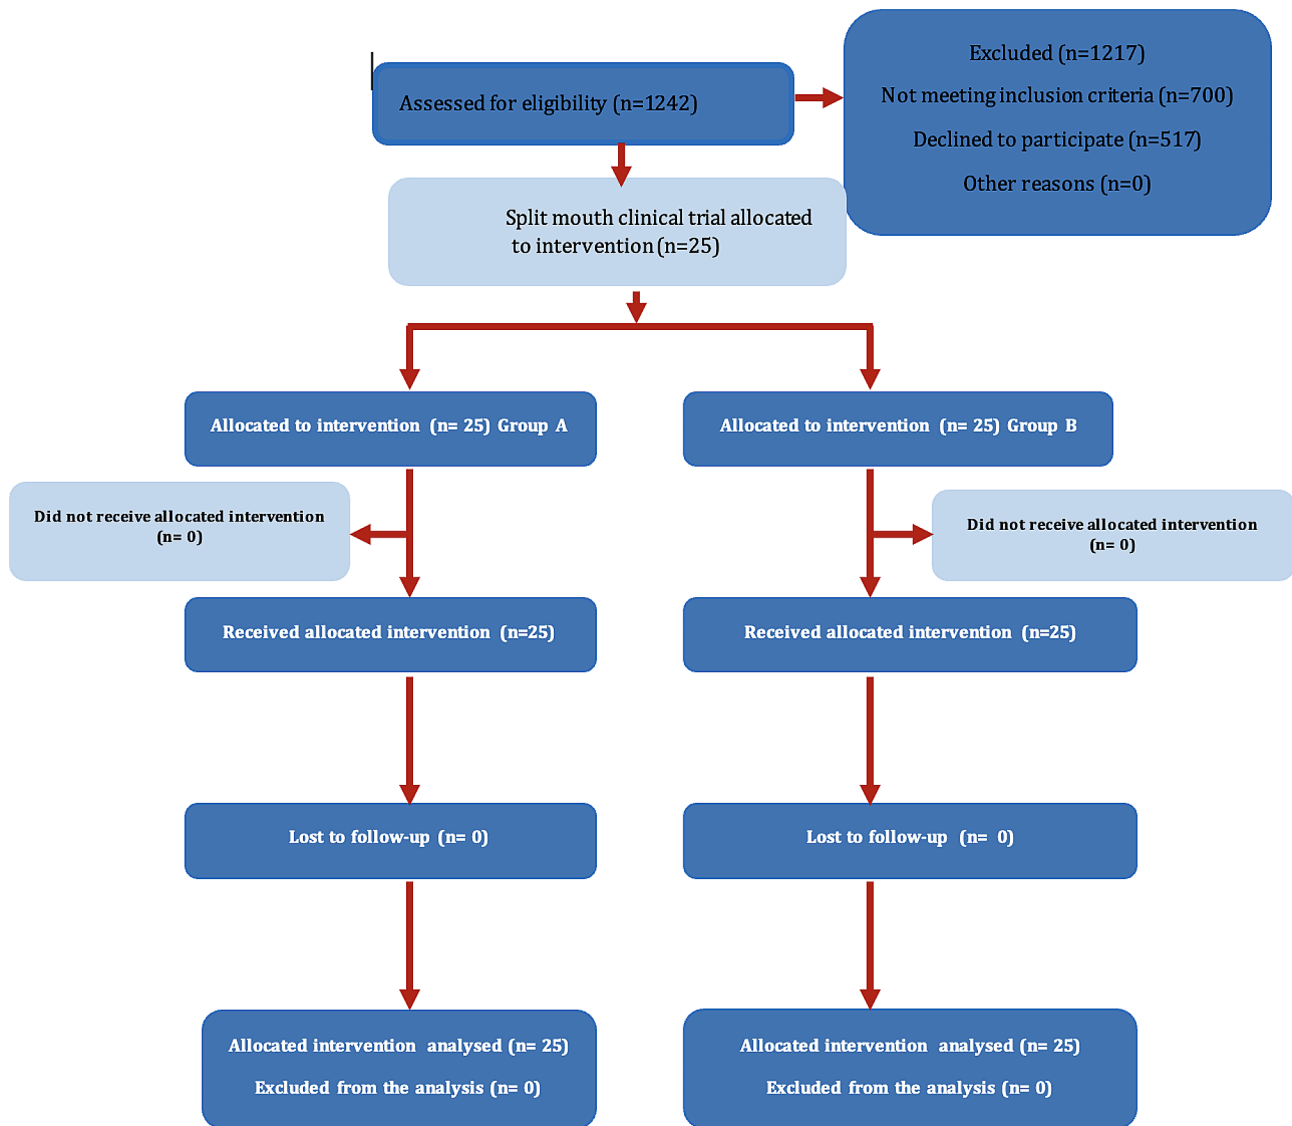 Assessed for eligibility (n=1242)
Excluded (n=1217)
Not meeting inclusion criteria (n=700)
Declined to participate (n=517)
Other reasons (n=0)
Split mouth clinical trial allocated
to intervention (n=25)
Allocated to intervention (n= 25) Group A
Allocated to intervention (n= 25) Group B
Did not receive allocated intervention
(n= 0)
Did not receive allocated intervention
(n= 0)
Received allocated intervention (n=25)
Received allocated intervention (n=25)
Lost to follow-up (n= 0)
Lost to follow-up (n= 0)
Allocated intervention analysed (n= 25)
Excluded from the analysis (n= 0)
Allocated intervention analysed (n= 25)
Excluded from the analysis (n= 0)